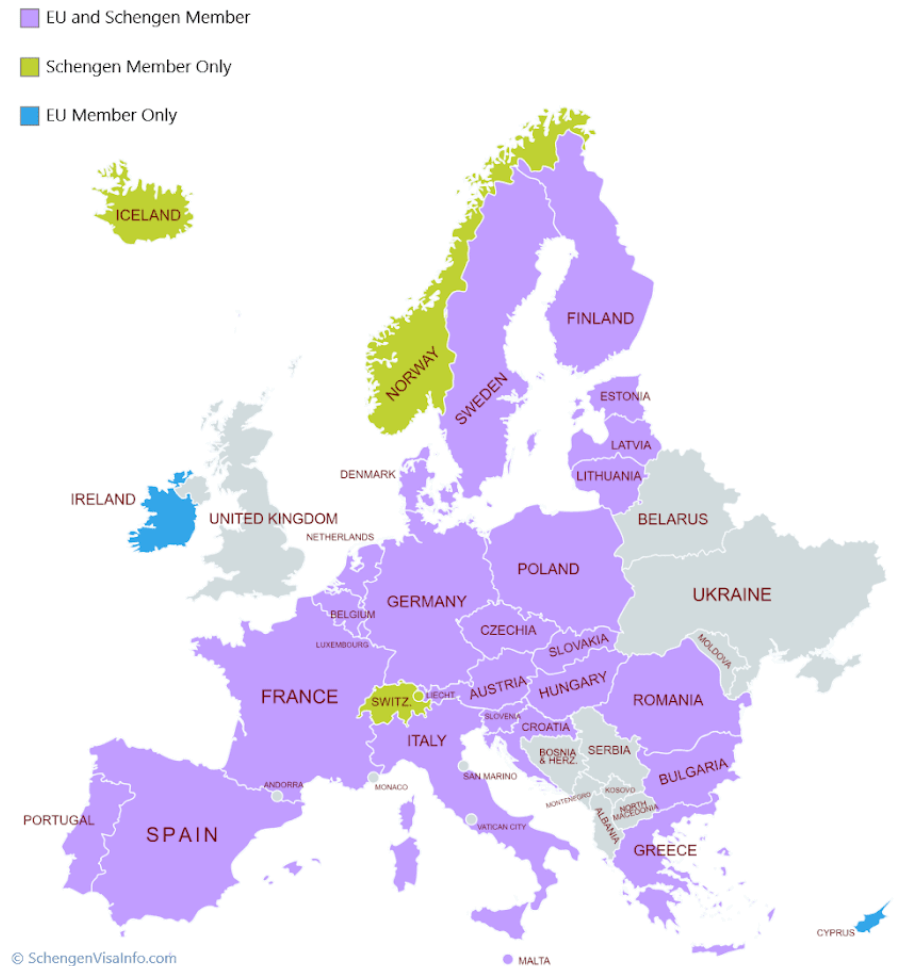 EU and Schengen Member
Schengen Member Only
EU Member Only
ICELAND
FINLAND
NORWAY
SWEDEN
ESTONIA
LATVIA
LITHUANIA
DENMARK
IRELAND
UNITED KINGDOM
BELARUS
NETHERLANDS
POLAND
UKRAINE
GERMANY
BELGIUM
CZECHIA
LUXEMBOURG
SLOVAKIA
MOLDOVA
FRANCE
SWITZ.
LIECHT.
AUSTRIA
HUNGARY
ROMANIA
SLOVENIA
CROATIA
ITALY
BOSNIA
& HERZ.
SERBIA
BULGARIA
SAN MARINO
ANDORRA
MONACO
KOSOVO
MONTENEGRO
NORTH
MACEDONIA
PORTUGAL
SPAIN
VATICAN CITY
ALBANIA
GREECE
CYPRUS
MALTA
© SchengenVisaInfo.com